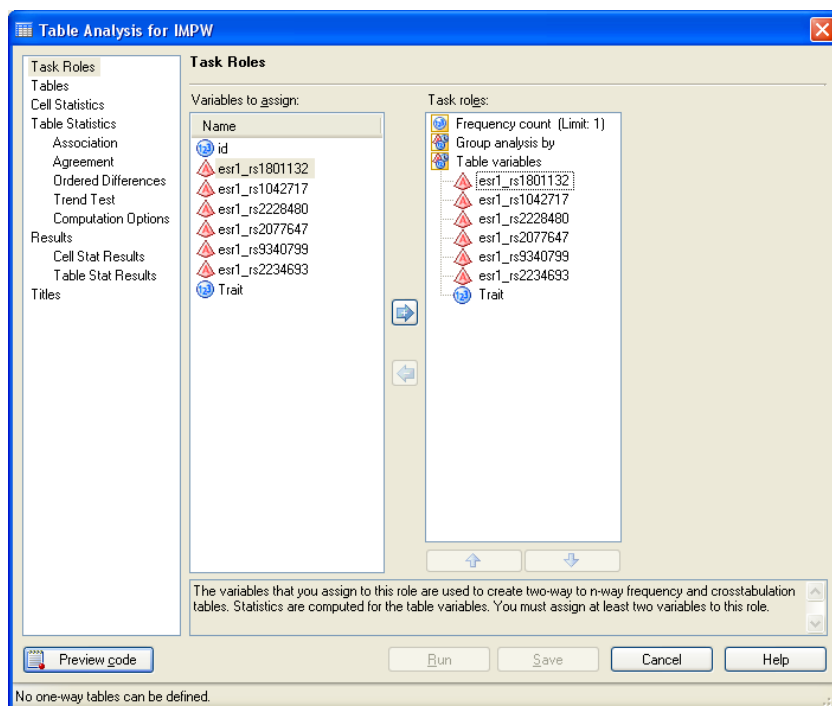 Table Analysis for IMPW
Task Roles
Tables
Cell Statistics
Table Statistics
Association
Agreement
Ordered Differences
Trend Test
Computation Options
Results
Cell Stat Results
Table Stat Results
Titles
Task Roles
Variables to assign:
Name
id
esr1_rs1801132
esr1_rs1042717
esr1_rs2228480
esr1_rs2077647
esr1_rs9340799
esr1_rs2234693
Trait
Task roles:
Frequency count (Limit: 1)
Group analysis by
Table variables
esr1_rs1801132
esr1_rs1042717
esr1_rs2228480
esr1_rs2077647
esr1_rs9340799
esr1_rs2234693
Trait
The variables that you assign to this role are used to create two-way to n-way frequency and crosstabulation
tables. Statistics are computed for the table variables. You must assign at least two variables to this role.
Preview code
Run
Save
Cancel
Help
No one-way tables can be defined.